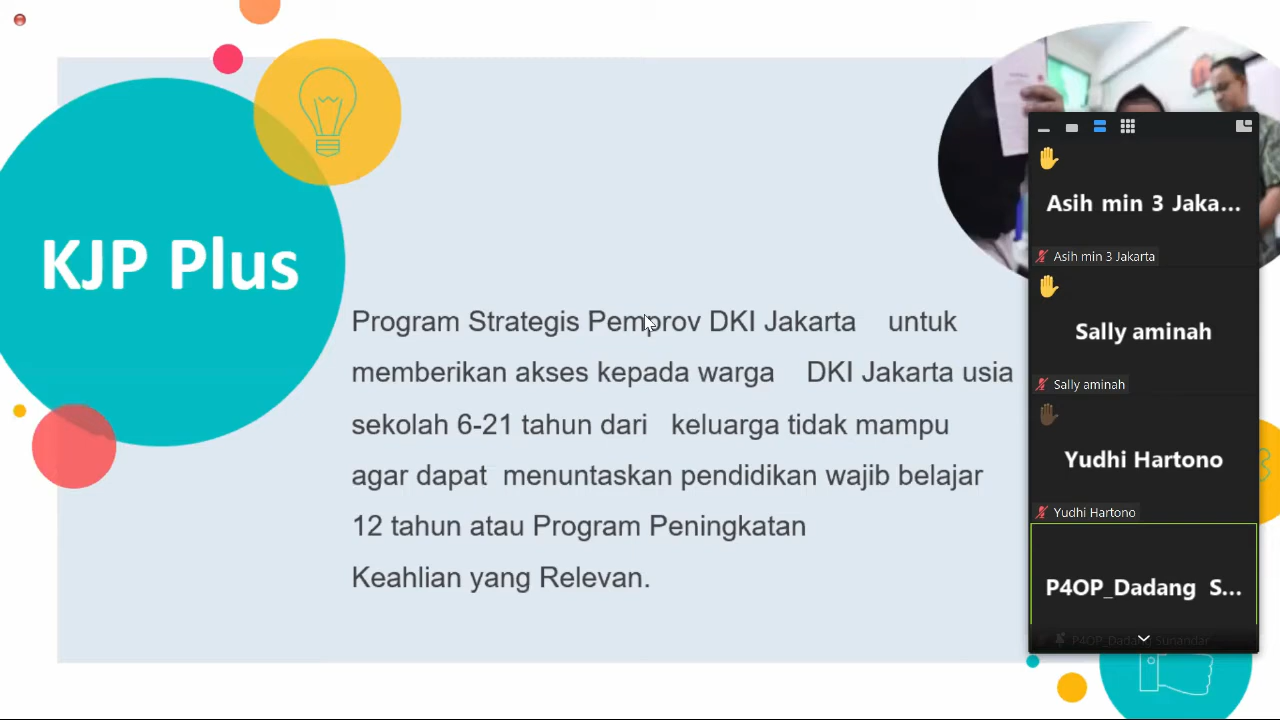 KJP Plus
Program Strategis Pemprov DKI Jakarta untuk
memberikan akses kepada warga DKI Jakarta usia
sekolah 6-21 tahun dari keluarga tidak mampu
agar dapat menuntaskan pendidikan wajib belajar
12 tahun atau Program Peningkatan
Keahlian yang Relevan.
Asih min 3 Jaka...
Asih min 3 Jakarta
Sally aminah
Sally aminah
Yudhi Hartono
Yudhi Hartono
P4OP_Dadang S...
P4OP_Dadang Sunandar